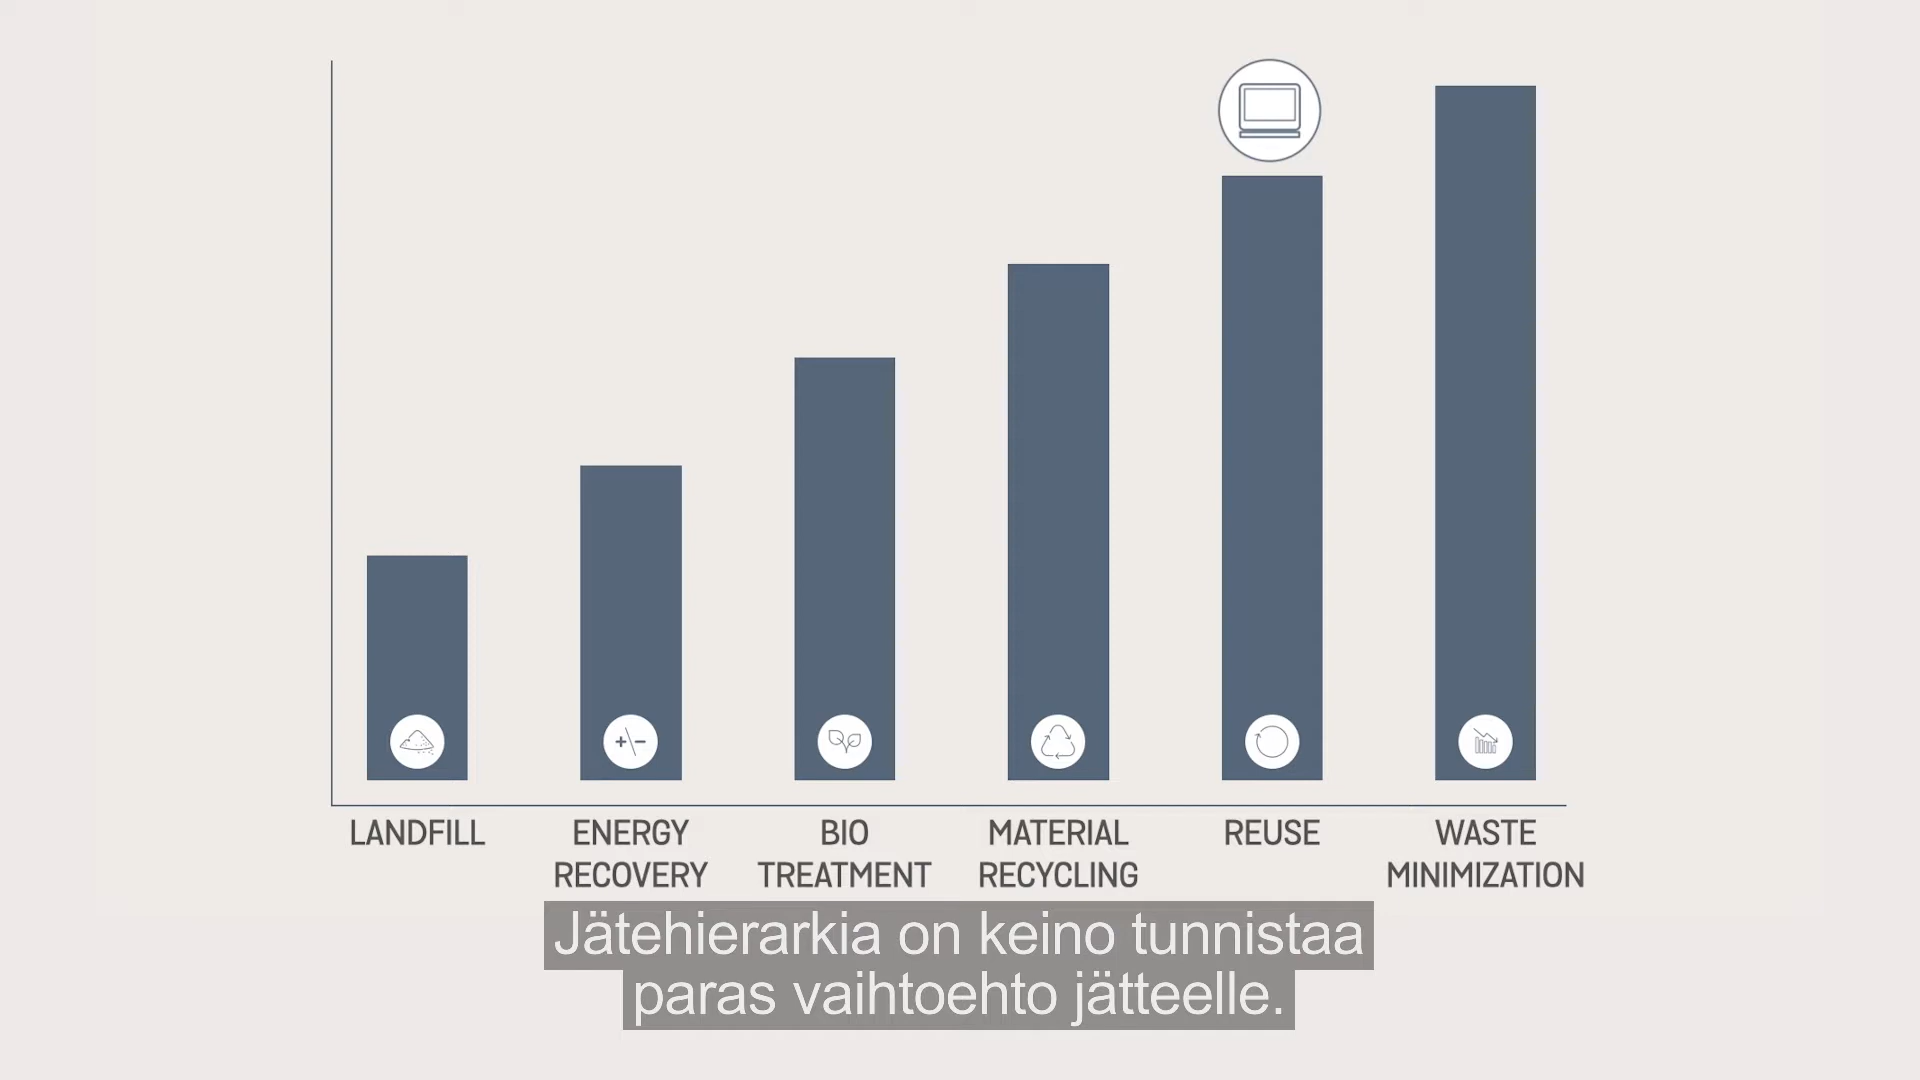 LANDFILL
ENERGY
RECOVERY
BIO
TREATMENT
MATERIAL
RECYCLING
REUSE
WASTE
MINIMIZATION
Jätehierarkia on keino tunnistaa
paras vaihtoehto jätteelle.